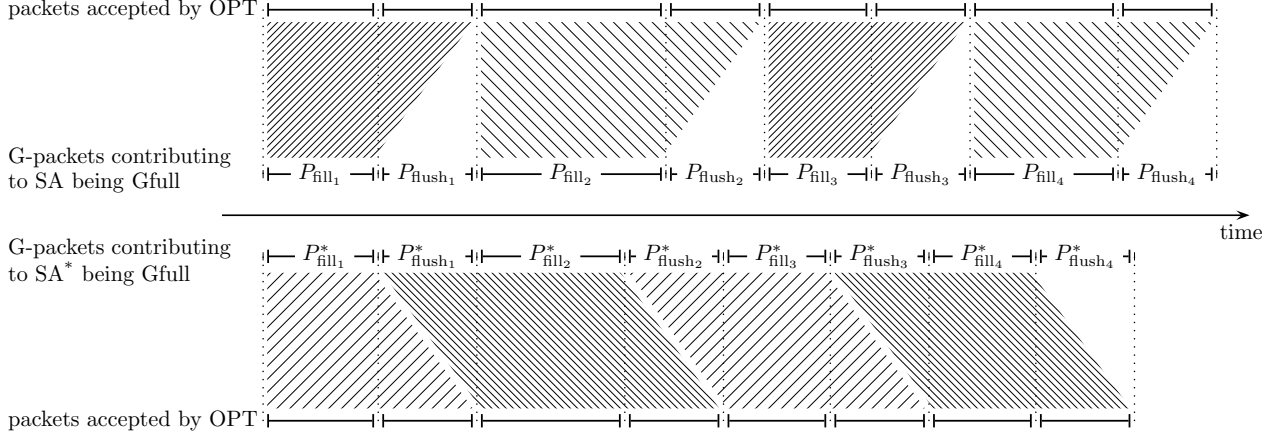 packets accepted by OPT
G-packets contributing
to SA being Gfull
P_fill₁ P_flush₁ P_fill₂ P_flush₂ P_fill₃ P_flush₃ P_fill₄ P_flush₄
time
G-packets contributing
to SA* being Gfull
P*_fill₁ P*_flush₁ P*_fill₂ P*_flush₂ P*_fill₃ P*_flush₃ P*_fill₄ P*_flush₄
packets accepted by OPT